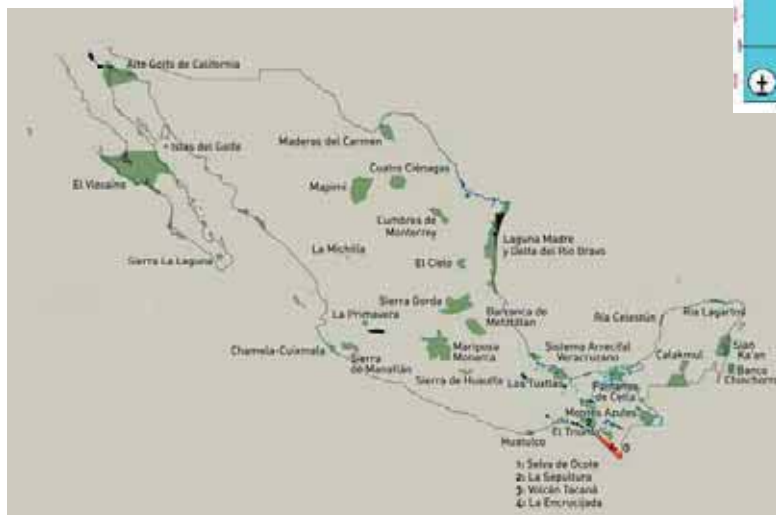 Alto Golfo de California
Maderas del Carmen
Islas del Golfo
Cuatro Ciénagas
Mapimí
El Vizcaíno
Cumbres de
Monterrey
Laguna Madre
y Delta del Río Bravo
La Michilía
El Cielo
Sierra La Laguna
Sierra Gorda
Barranca de
Metztitlán
La Primavera
Ría Celestún
Ría Lagartos
Chamela-Cuixmala
Sierra
de Manatlán
Mariposa
Monarca
Sistema Arrecifal
Veracruzano
Calakmul
Sian
Ka'an
Banco
Chinchorro
Sierra de Huautla
Los Tuxtlas
Pantanos
de Centla
Montes Azules
El Triunfo
Huatulco
1: Selva de Ocote
2: La Sepultura
3: Volcán Tacaná
4: La Encrucijada